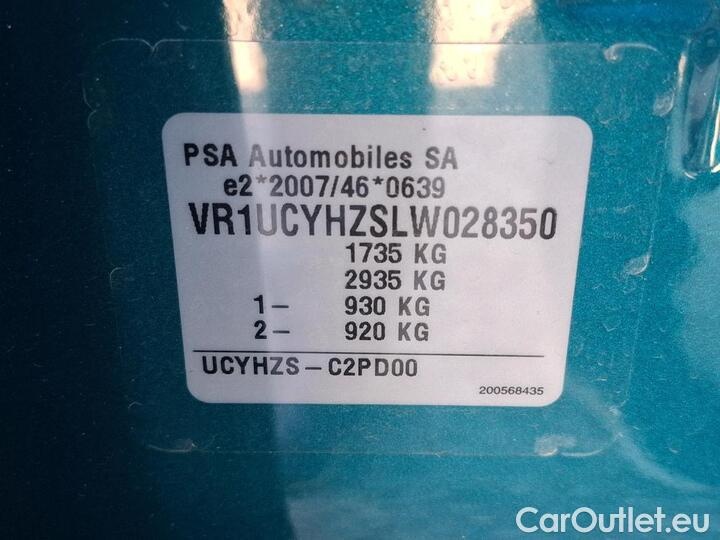 PSA Automobiles SA
e2*2007/46*0639
VR1UCYHZSLW028350
1735 KG
2935 KG
1– 930 KG
2– 920 KG
UCYHZS – C2PD00
200568435
CarOutlet.eu